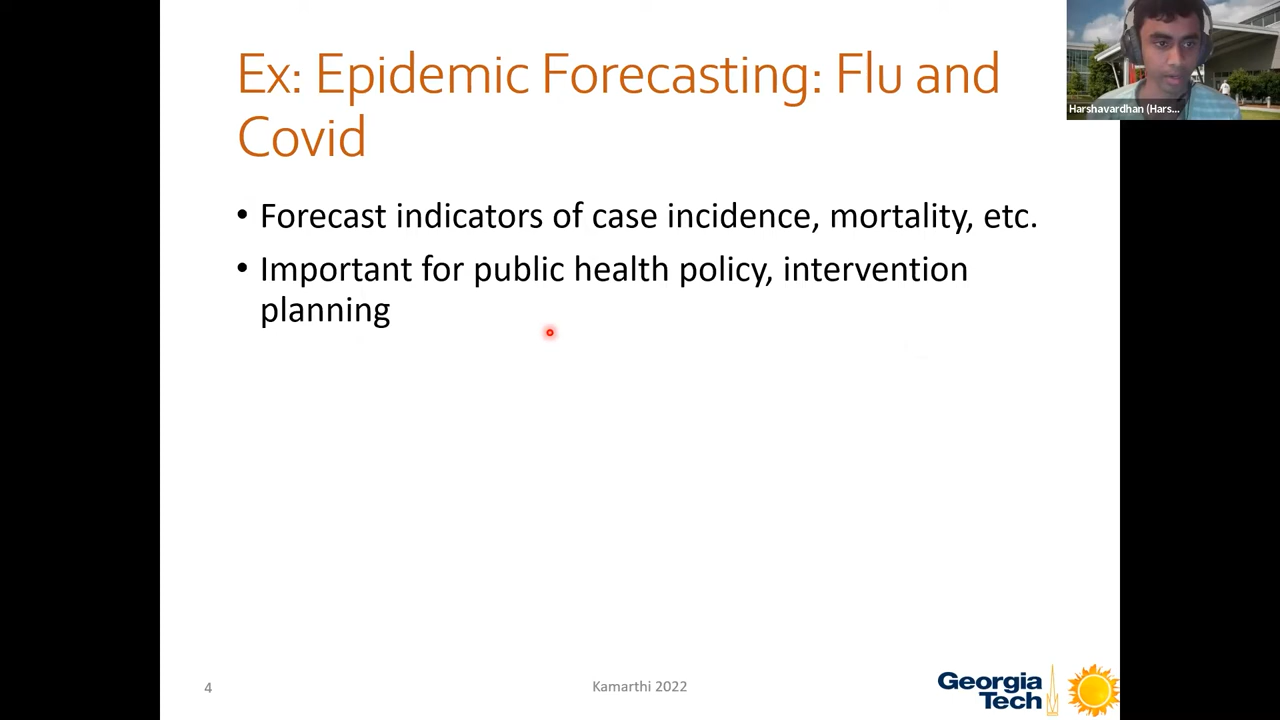 Ex: Epidemic Forecasting: Flu and
Covid
Harshavardhan (Hars...
• Forecast indicators of case incidence, mortality, etc.
• Important for public health policy, intervention
planning
4
Kamarthi 2022
Georgia
Tech